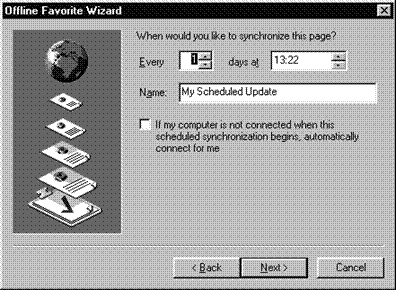 Offline Favorite Wizard
When would you like to synchronize this page?
Every 1 days at 13:22
Name: My Scheduled Update
If my computer is not connected when this
scheduled synchronization begins, automatically
connect for me
< Back Next > Cancel